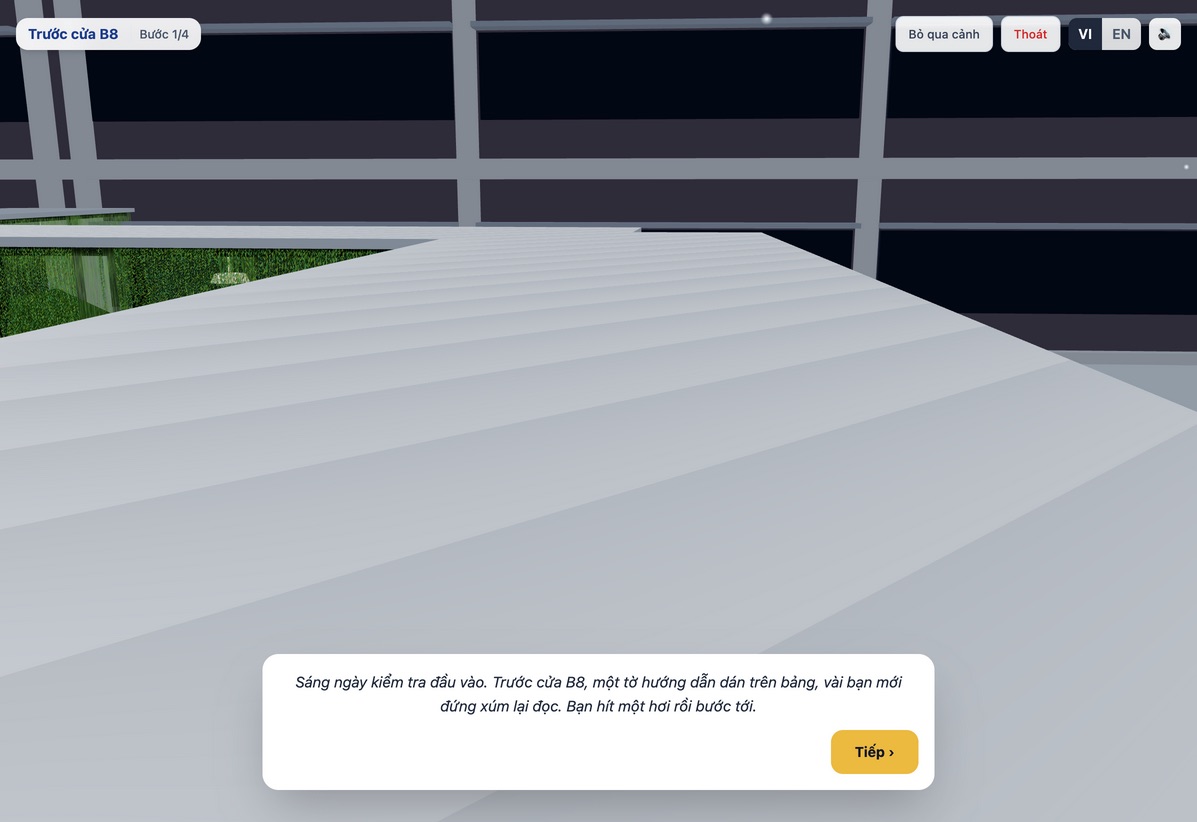 Trước cửa B8 Bước 1/4
Bỏ qua cảnh Thoát VI EN
Sáng ngày kiểm tra đầu vào. Trước cửa B8, một tờ hướng dẫn dán trên bảng, vài bạn mới
đứng xúm lại đọc. Bạn hít một hơi rồi bước tới.
Tiếp ›